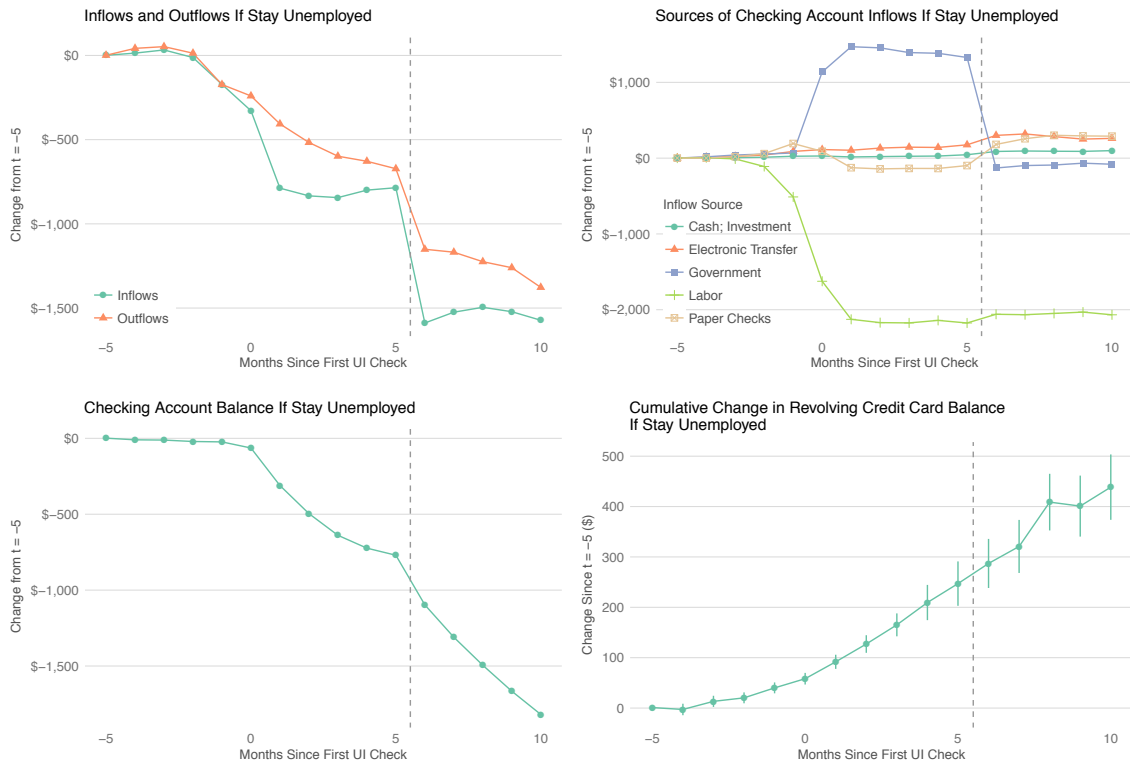 Inflows and Outflows If Stay Unemployed
$0
$−500
$−1,000
$−1,500
Change from t = −5
Inflows
Outflows
−5
0
5
10
Months Since First UI Check
Sources of Checking Account Inflows If Stay Unemployed
$1,000
$0
$−1,000
$−2,000
Change from t = −5
Inflow Source
Cash; Investment
Electronic Transfer
Government
Labor
Paper Checks
−5
0
5
10
Months Since First UI Check
Checking Account Balance If Stay Unemployed
$0
$−500
$−1,000
$−1,500
Change from t = −5
−5
0
5
10
Months Since First UI Check
Cumulative Change in Revolving Credit Card Balance
If Stay Unemployed
500
400
300
200
100
0
Change Since t = −5 ($)
−5
0
5
10
Months Since First UI Check